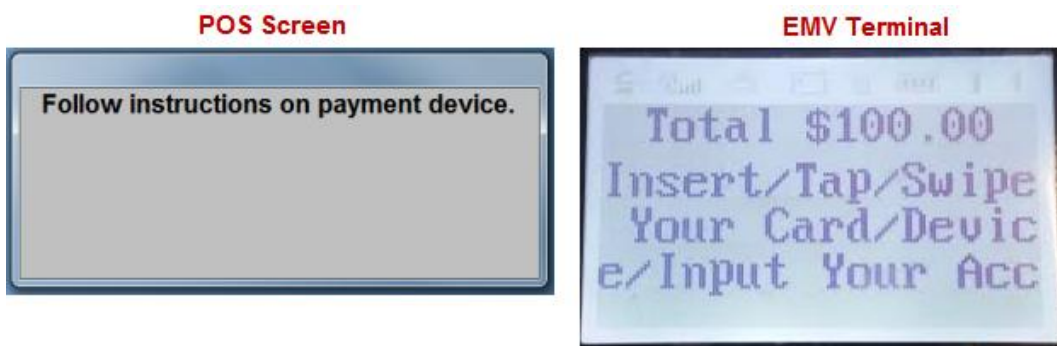 POS Screen
EMV Terminal
Follow instructions on payment device.
Total $100.00
Insert/Tap/Swipe
Your Card/Devic
e/Input Your Acc